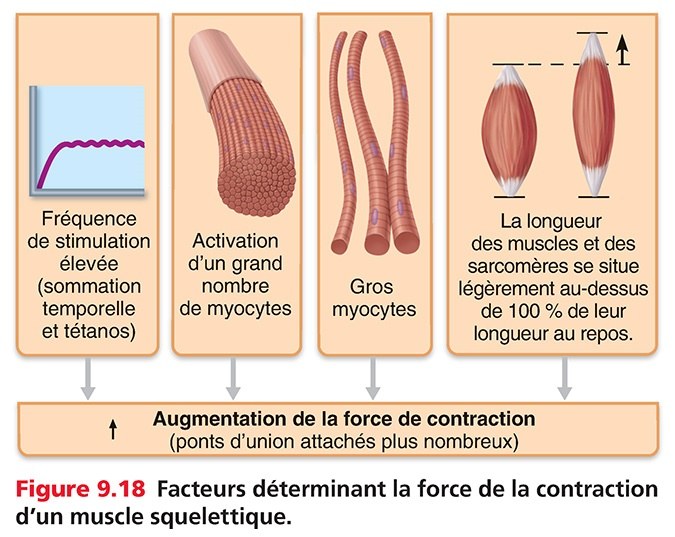 Fréquence
de stimulation
élevée
(sommation
temporelle
et tétanos)
Activation
d'un grand
nombre
de myocytes
Gros
myocytes
La longueur
des muscles et des
sarcomères se situe
légèrement au-dessus
de 100 % de leur
longueur au repos.
Augmentation de la force de contraction
(ponts d'union attachés plus nombreux)
Figure 9.18 Facteurs déterminant la force de la contraction
d'un muscle squelettique.